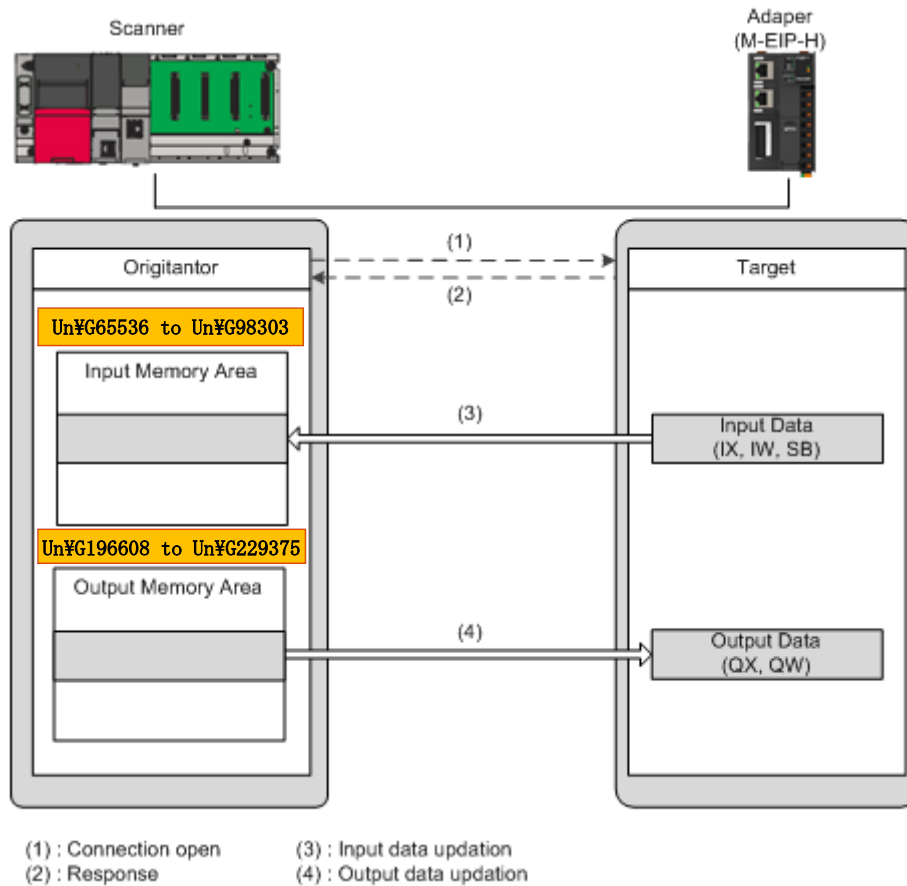 Scanner
Adaper
(M-EIP-H)
(1)
(2)
Origitantor
Target
Un¥G65536 to Un¥G98303
Input Memory Area
(3)
Input Data
(IX, IW, SB)
Un¥G196608 to Un¥G229375
Output Memory Area
(4)
Output Data
(QX, QW)
(1) : Connection open
(3) : Input data updation
(2) : Response
(4) : Output data updation